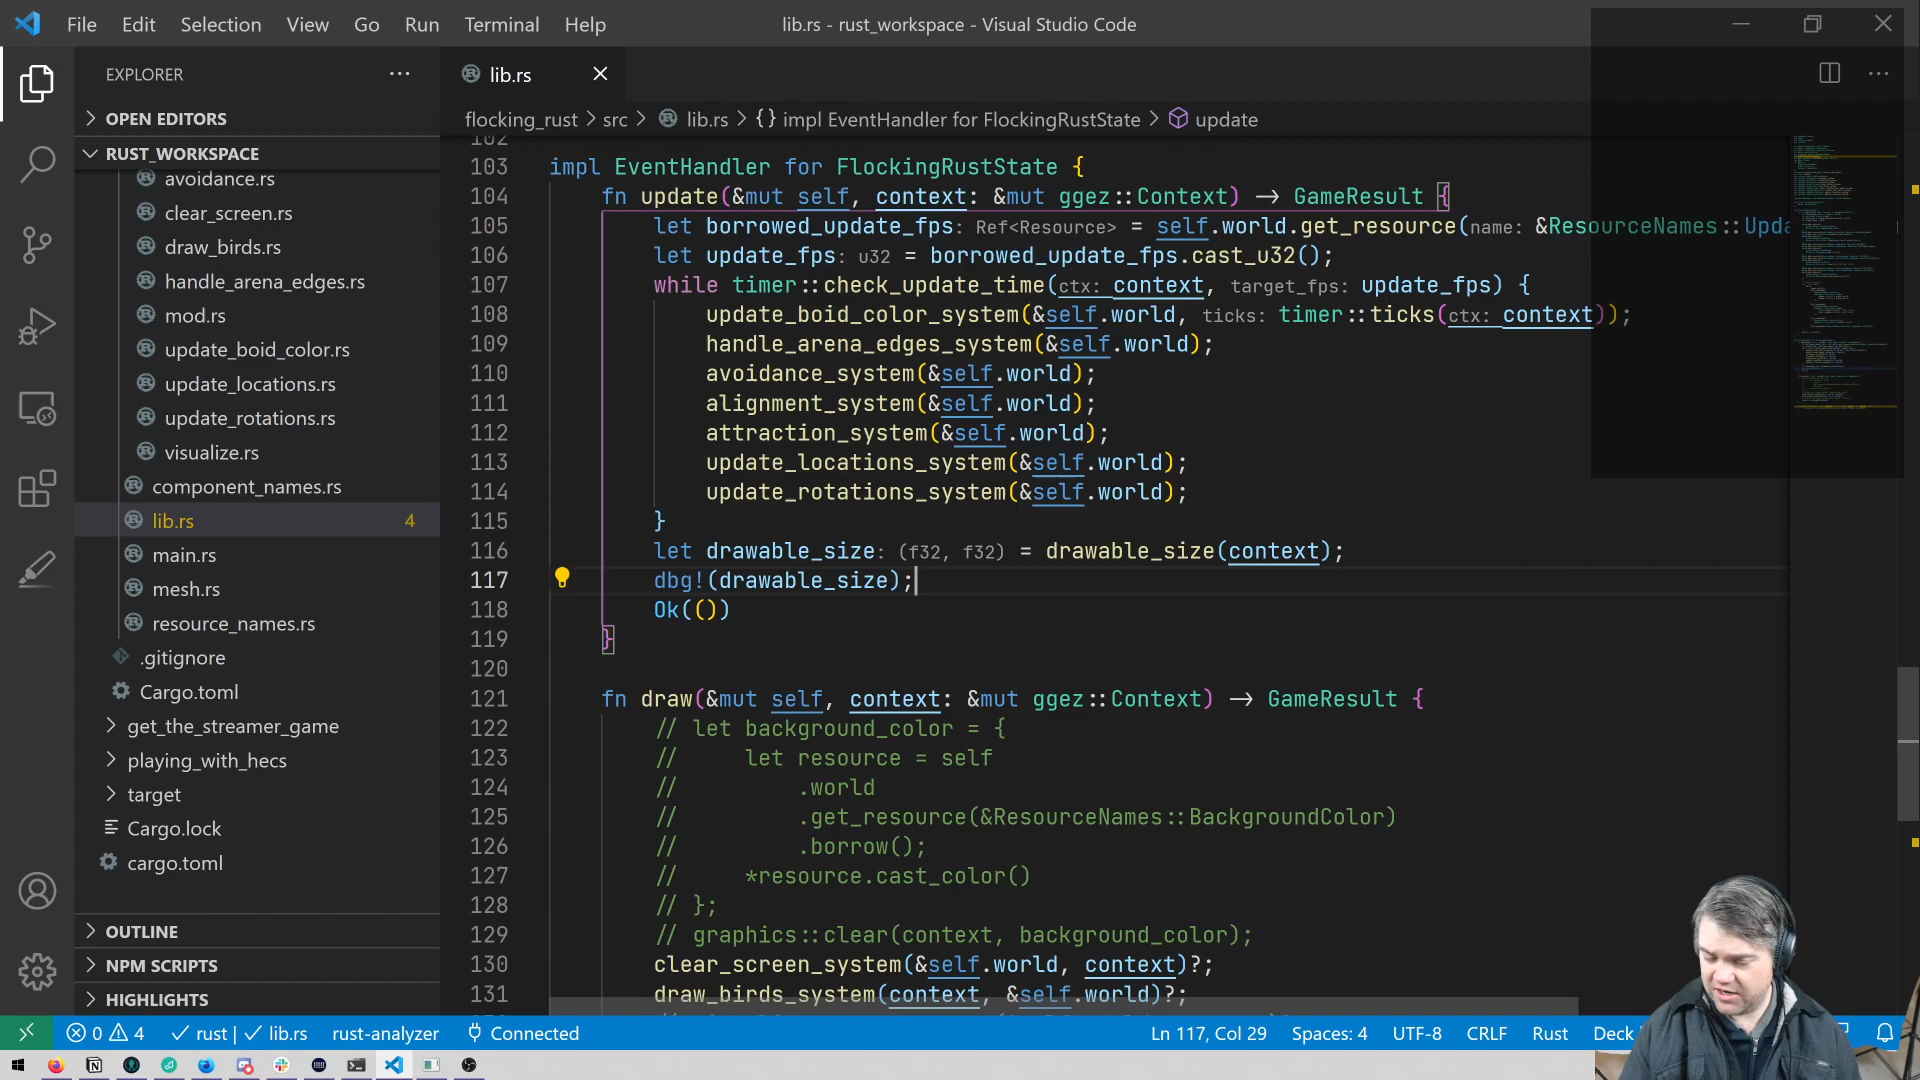 File Edit Selection View Go Run Terminal Help
lib.rs - rust_workspace - Visual Studio Code
EXPLORER
OPEN EDITORS
RUST_WORKSPACE
avoidance.rs
clear_screen.rs
draw_birds.rs
handle_arena_edges.rs
mod.rs
update_boid_color.rs
update_locations.rs
update_rotations.rs
visualize.rs
component_names.rs
lib.rs 4
main.rs
mesh.rs
resource_names.rs
.gitignore
Cargo.toml
get_the_streamer_game
playing_with_hecs
target
Cargo.lock
cargo.toml
OUTLINE
NPM SCRIPTS
HIGHLIGHTS
lib.rs
flocking_rust > src > lib.rs > {} impl EventHandler for FlockingRustState > update
102
103 impl EventHandler for FlockingRustState {
104 fn update(&mut self, context: &mut ggez::Context) -> GameResult {
105 let borrowed_update_fps: Ref<Resource> = self.world.get_resource(name: &ResourceNames::Upda
106 let update_fps: u32 = borrowed_update_fps.cast_u32();
107 while timer::check_update_time(ctx: context, target_fps: update_fps) {
108 update_boid_color_system(&self.world, ticks: timer::ticks(ctx: context));
109 handle_arena_edges_system(&self.world);
110 avoidance_system(&self.world);
111 alignment_system(&self.world);
112 attraction_system(&self.world);
113 update_locations_system(&self.world);
114 update_rotations_system(&self.world);
115 }
116 let drawable_size: (f32, f32) = drawable_size(context);
117 dbg!(drawable_size);
118 Ok(())
119 }
120
121 fn draw(&mut self, context: &mut ggez::Context) -> GameResult {
122 // let background_color = {
123 // let resource = self
124 // .world
125 // .get_resource(&ResourceNames::BackgroundColor)
126 // .borrow();
127 // *resource.cast_color()
128 // };
129 // graphics::clear(context, background_color);
130 clear_screen_system(&self.world, context)?;
131 draw_birds_system(context, &self.world)?;
0 4 rust | lib.rs rust-analyzer Connected
Ln 117, Col 29 Spaces: 4 UTF-8 CRLF Rust Deck